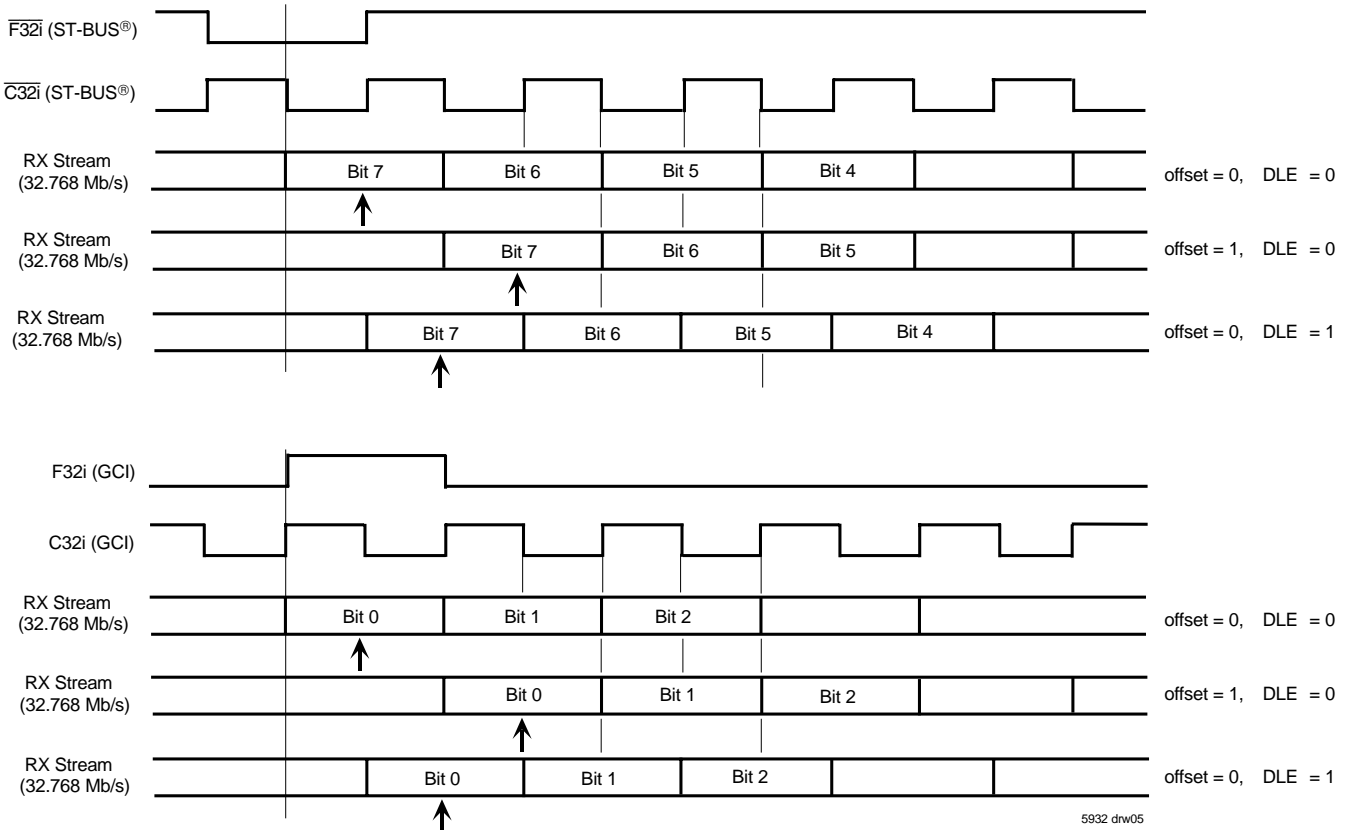 F32i (ST-BUS®)
C32i (ST-BUS®)
RX Stream
(32.768 Mb/s)
Bit 7
Bit 6
Bit 5
Bit 4
offset = 0, DLE = 0
RX Stream
(32.768 Mb/s)
Bit 7
Bit 6
Bit 5
offset = 1, DLE = 0
RX Stream
(32.768 Mb/s)
Bit 7
Bit 6
Bit 5
Bit 4
offset = 0, DLE = 1
F32i (GCI)
C32i (GCI)
RX Stream
(32.768 Mb/s)
Bit 0
Bit 1
Bit 2
offset = 0, DLE = 0
RX Stream
(32.768 Mb/s)
Bit 0
Bit 1
Bit 2
offset = 1, DLE = 0
RX Stream
(32.768 Mb/s)
Bit 0
Bit 1
Bit 2
offset = 0, DLE = 1
5932 drw05